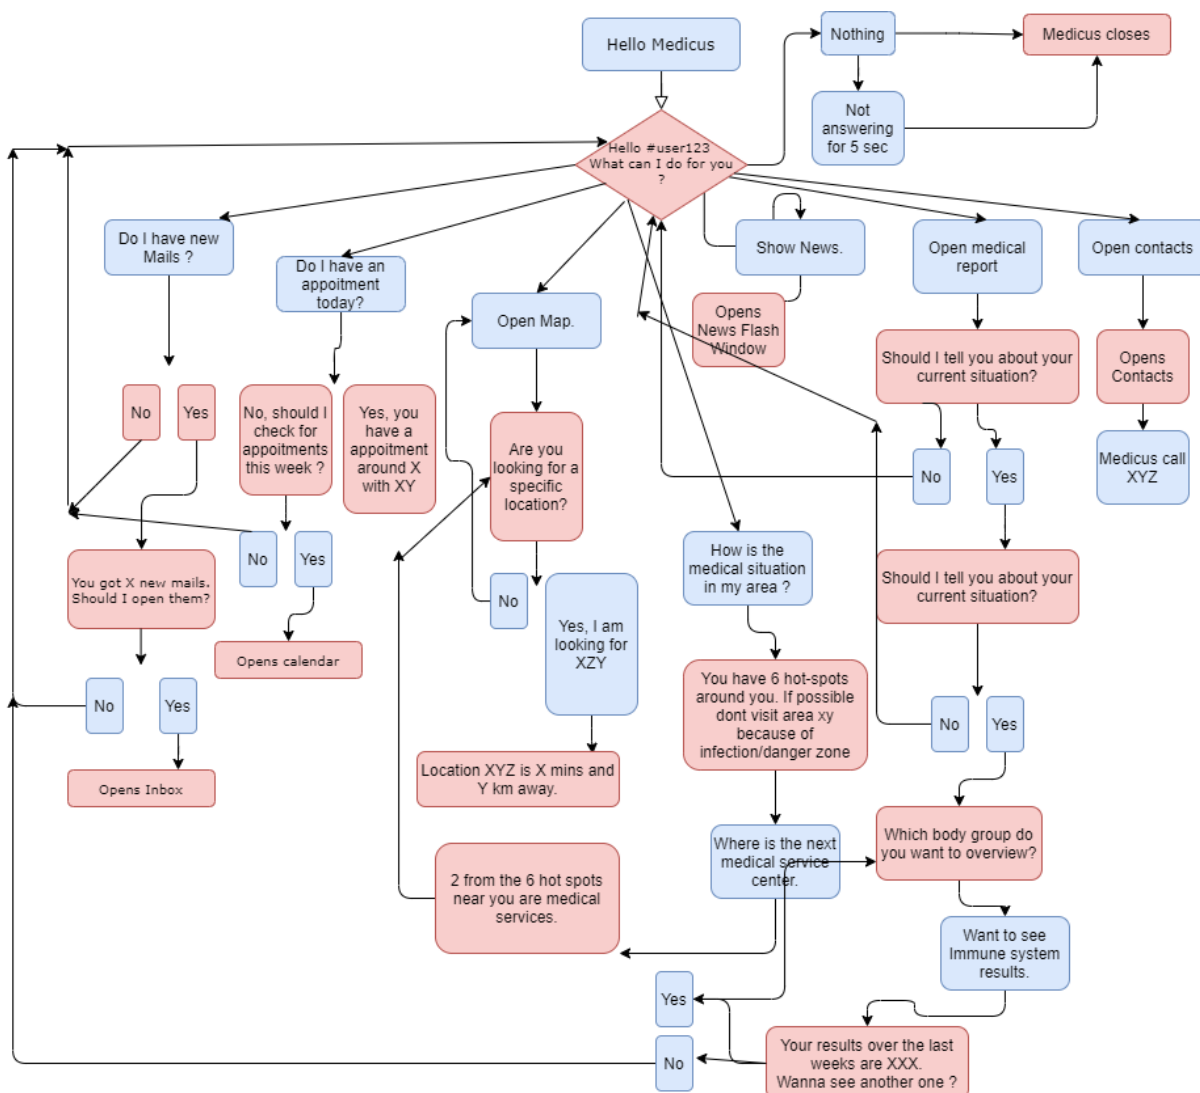 Hello Medicus
Nothing
Medicus closes
Not
answering
for 5 sec
Hello #user123
What can I do for you
?
Do I have new
Mails ?
Do I have an
appoitment
today?
Open Map.
Show News.
Open medical
report
Open contacts
Opens
News Flash
Window
Should I tell you about your
current situation?
Opens
Contacts
No
Yes
No, should I
check for
appoitments
this week ?
Yes, you
have a
appoitment
around X
with XY
Are you
looking for a
specific
location?
No
Yes
Medicus call
XYZ
No
Yes
You got X new mails.
Should I open them?
Opens calendar
No
Yes, I am
looking for
XZY
How is the
medical situation
in my area ?
Should I tell you about your
current situation?
No
Yes
Opens Inbox
Location XYZ is X mins and
Y km away.
You have 6 hot-spots
around you. If possible
dont visit area xy
because of
infection/danger zone
No
Yes
2 from the 6 hot spots
near you are medical
services.
Where is the next
medical service
center.
Which body group do
you want to overview?
Want to see
Immune system
results.
Yes
No
Your results over the last
weeks are XXX.
Wanna see another one ?